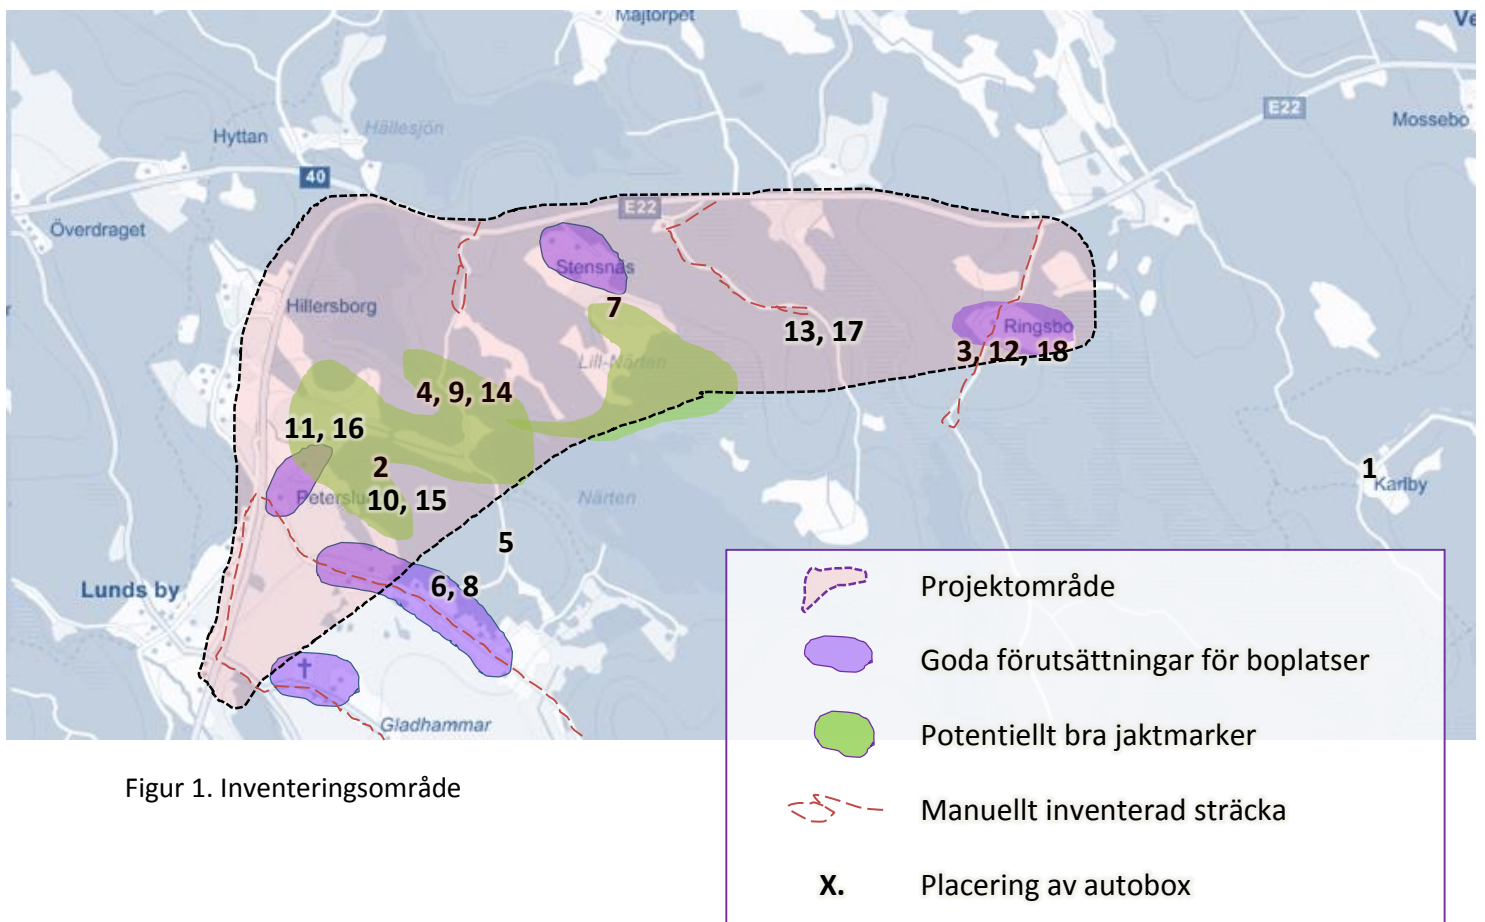 Majtorpet
Ve
E22
Mossebo
Hyttan
Hällesjön
40
E22
Överdraget
Stensnäs
Hillersborg
7
13, 17
Ringsbo
3, 12, 18
Lill-Närten
4, 9, 14
11, 16
2
1
Karlby
10, 15
Närten
5
6, 8
Lunds by
Gladhammar
Projektområde
Goda förutsättningar för boplatser
Potentiellt bra jaktmarker
Manuellt inventerad sträcka
X. Placering av autobox
Figur 1. Inventeringsområde